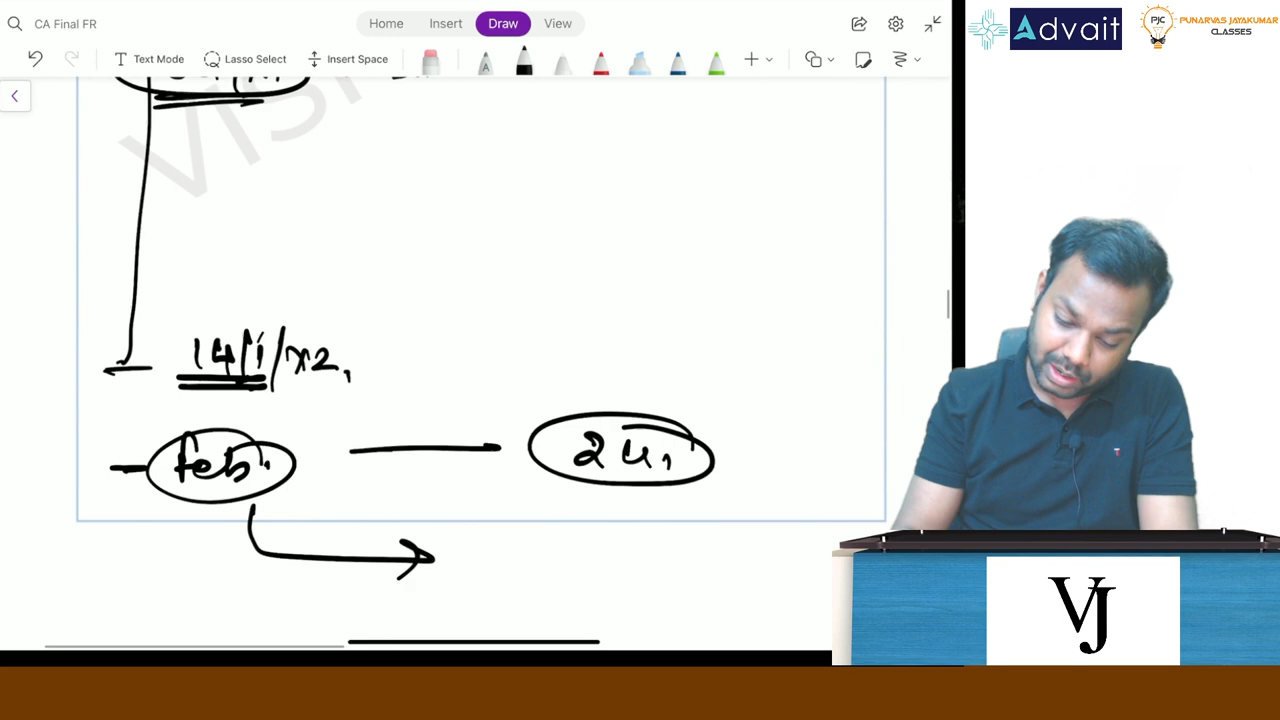 CA Final FR
Home Insert Draw View
Advait
PJC
PUNARVAS JAYAKUMAR
CLASSES
Text Mode
Lasso Select
Insert Space
14/1/x2,
feb.
24,
VJ